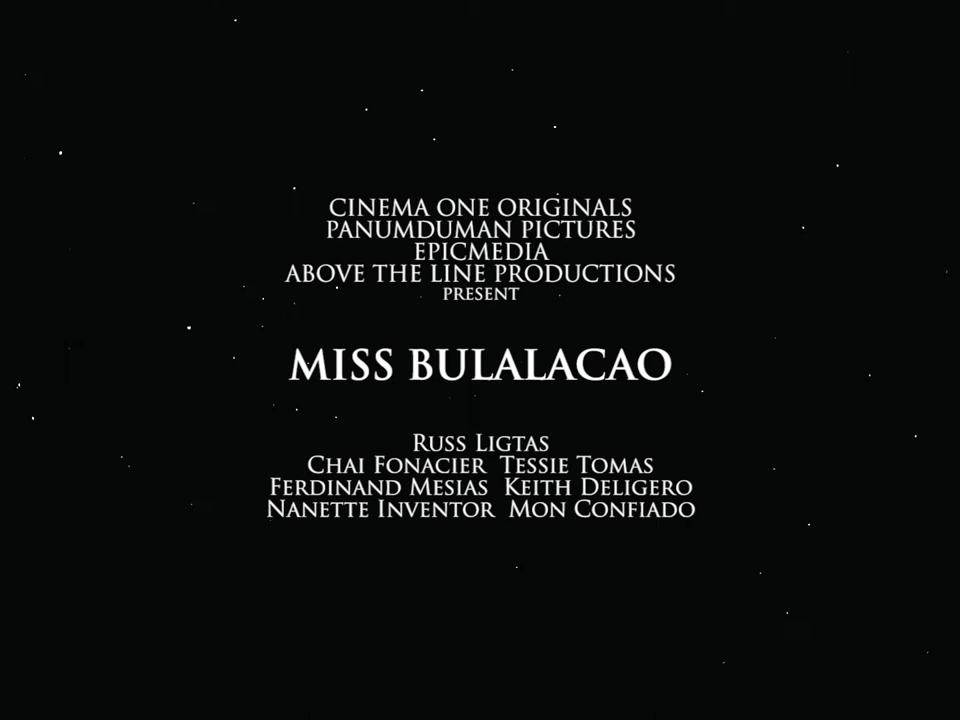 CINEMA ONE ORIGINALS
PANUMDUMAN PICTURES
EPICMEDIA
ABOVE THE LINE PRODUCTIONS
PRESENT
MISS BULALACAO
RUSS LIGTAS
CHAI FONACIER TESSIE TOMAS
FERDINAND MESIAS KEITH DELIGERO
NANETTE INVENTOR MON CONFIADO